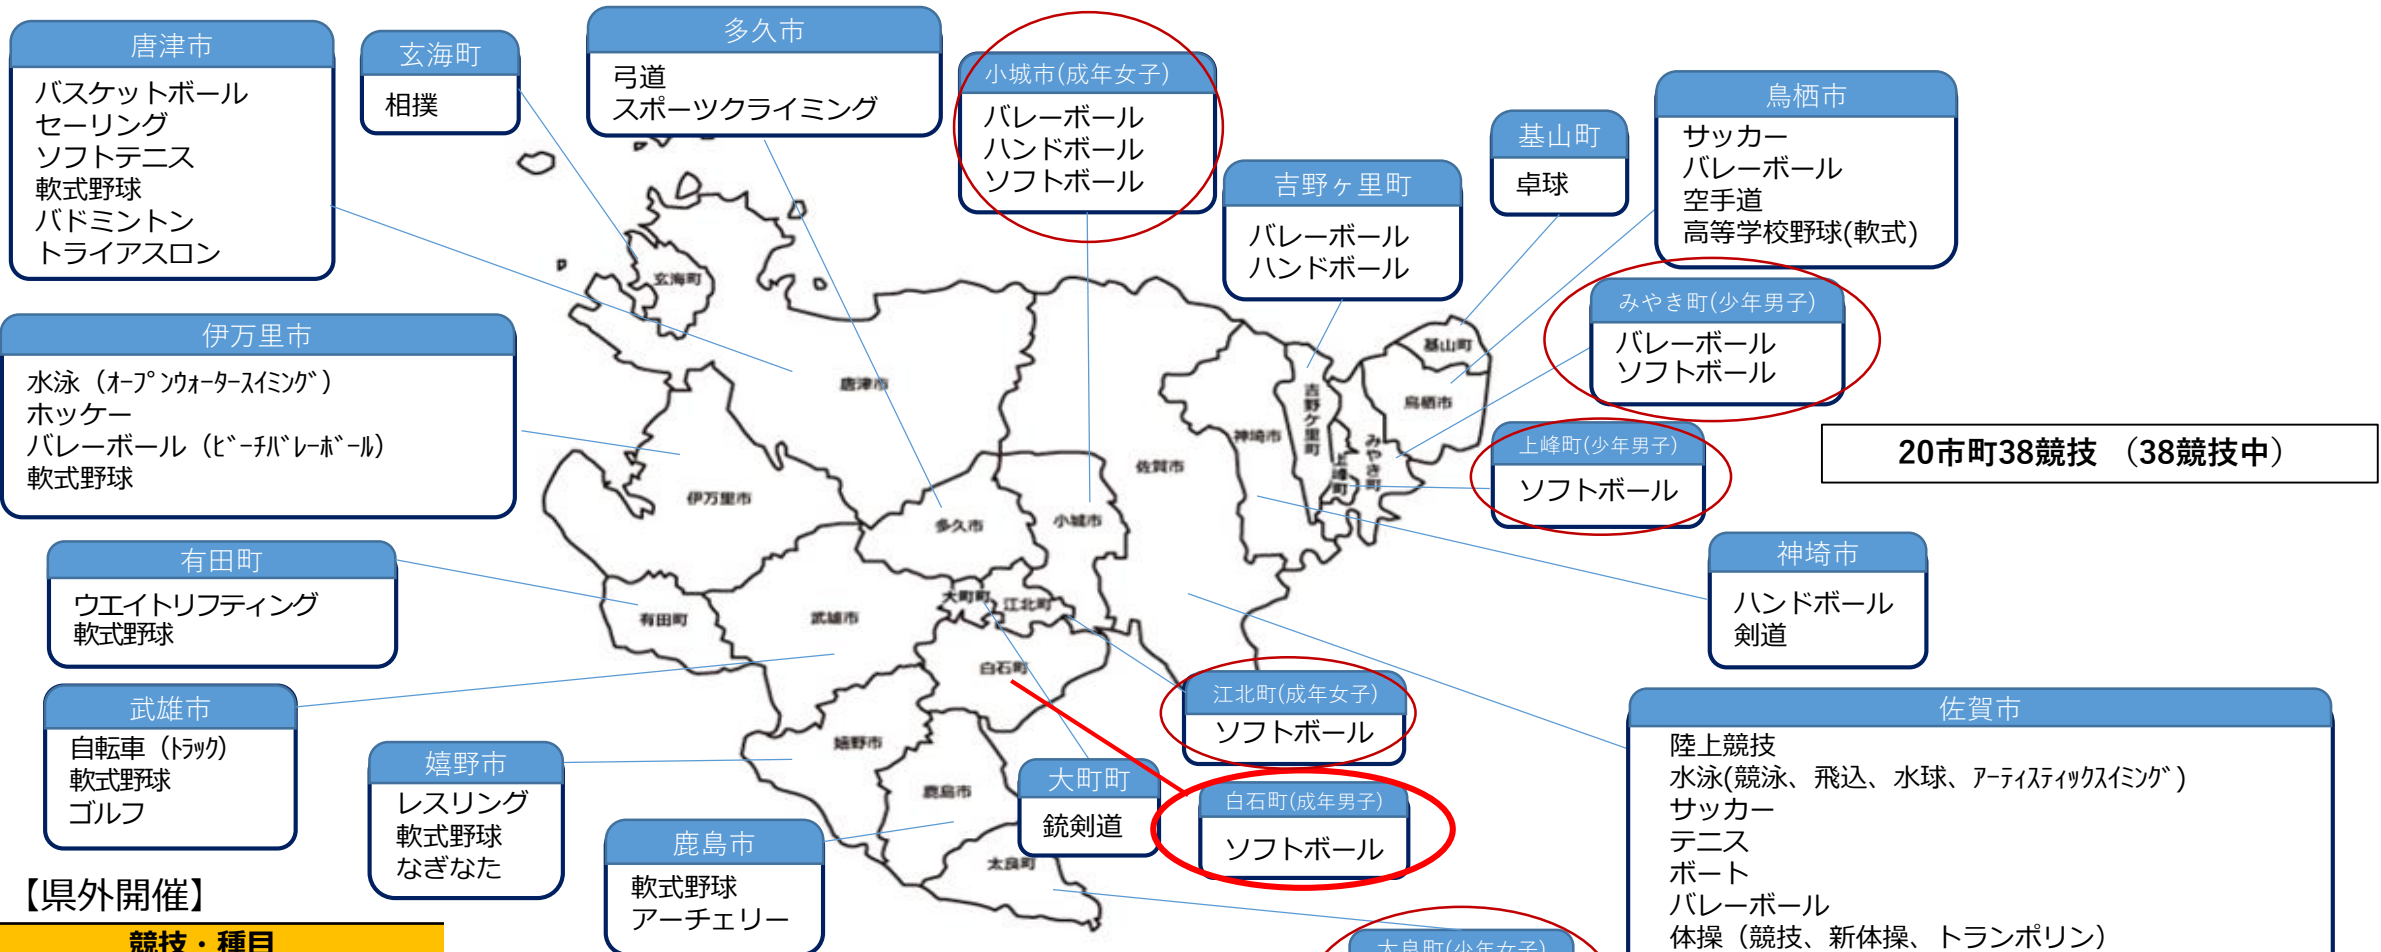 唐津市
バスケットボール
セーリング
ソフトテニス
軟式野球
バドミントン
トライアスロン
玄海町
相撲
多久市
弓道
スポーツクライミング
小城市(成年女子)
バレーボール
ハンドボール
ソフトボール
吉野ヶ里町
バレーボール
ハンドボール
基山町
卓球
鳥栖市
サッカー
バレーボール
空手道
高等学校野球(軟式)
みやき町(少年男子)
バレーボール
ソフトボール
上峰町(少年男子)
ソフトボール
20市町38競技 （38競技中）
伊万里市
水泳（ｵｰﾌﾟﾝｳｫｰﾀｰｽｲﾐﾝｸﾞ）
ホッケー
バレーボール（ﾋﾞｰﾁﾊﾞﾚｰﾎﾞｰﾙ）
軟式野球
有田町
ウエイトリフティング
軟式野球
武雄市
自転車（ﾄﾗｯｸ）
軟式野球
ゴルフ
嬉野市
レスリング
軟式野球
なぎなた
鹿島市
軟式野球
アーチェリー
大町町
銃剣道
江北町(成年女子)
ソフトボール
白石町(成年男子)
ソフトボール
神埼市
ハンドボール
剣道
佐賀市
陸上競技
水泳(競泳、飛込、水球、ｱｰﾃｨｽﾃｨｯｸｽｲﾐﾝｸﾞ)
サッカー
テニス
ボート
バレーボール
体操（競技、新体操、トランポリン）
太良町(少年女子)
【県外開催】
競技・種目
玄海町
唐津市
伊万里市
多久市
小城市
佐賀市
神埼市
吉野ケ里町
上峰町
みやき町
基山町
鳥栖市
有田町
武雄市
大町町
江北町
白石町
嬉野市
鹿島市
太良町